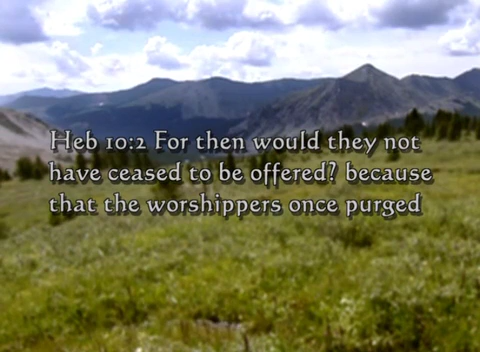 Heb 10:2 For then would they not
have ceased to be offered? because
that the worshippers once purged